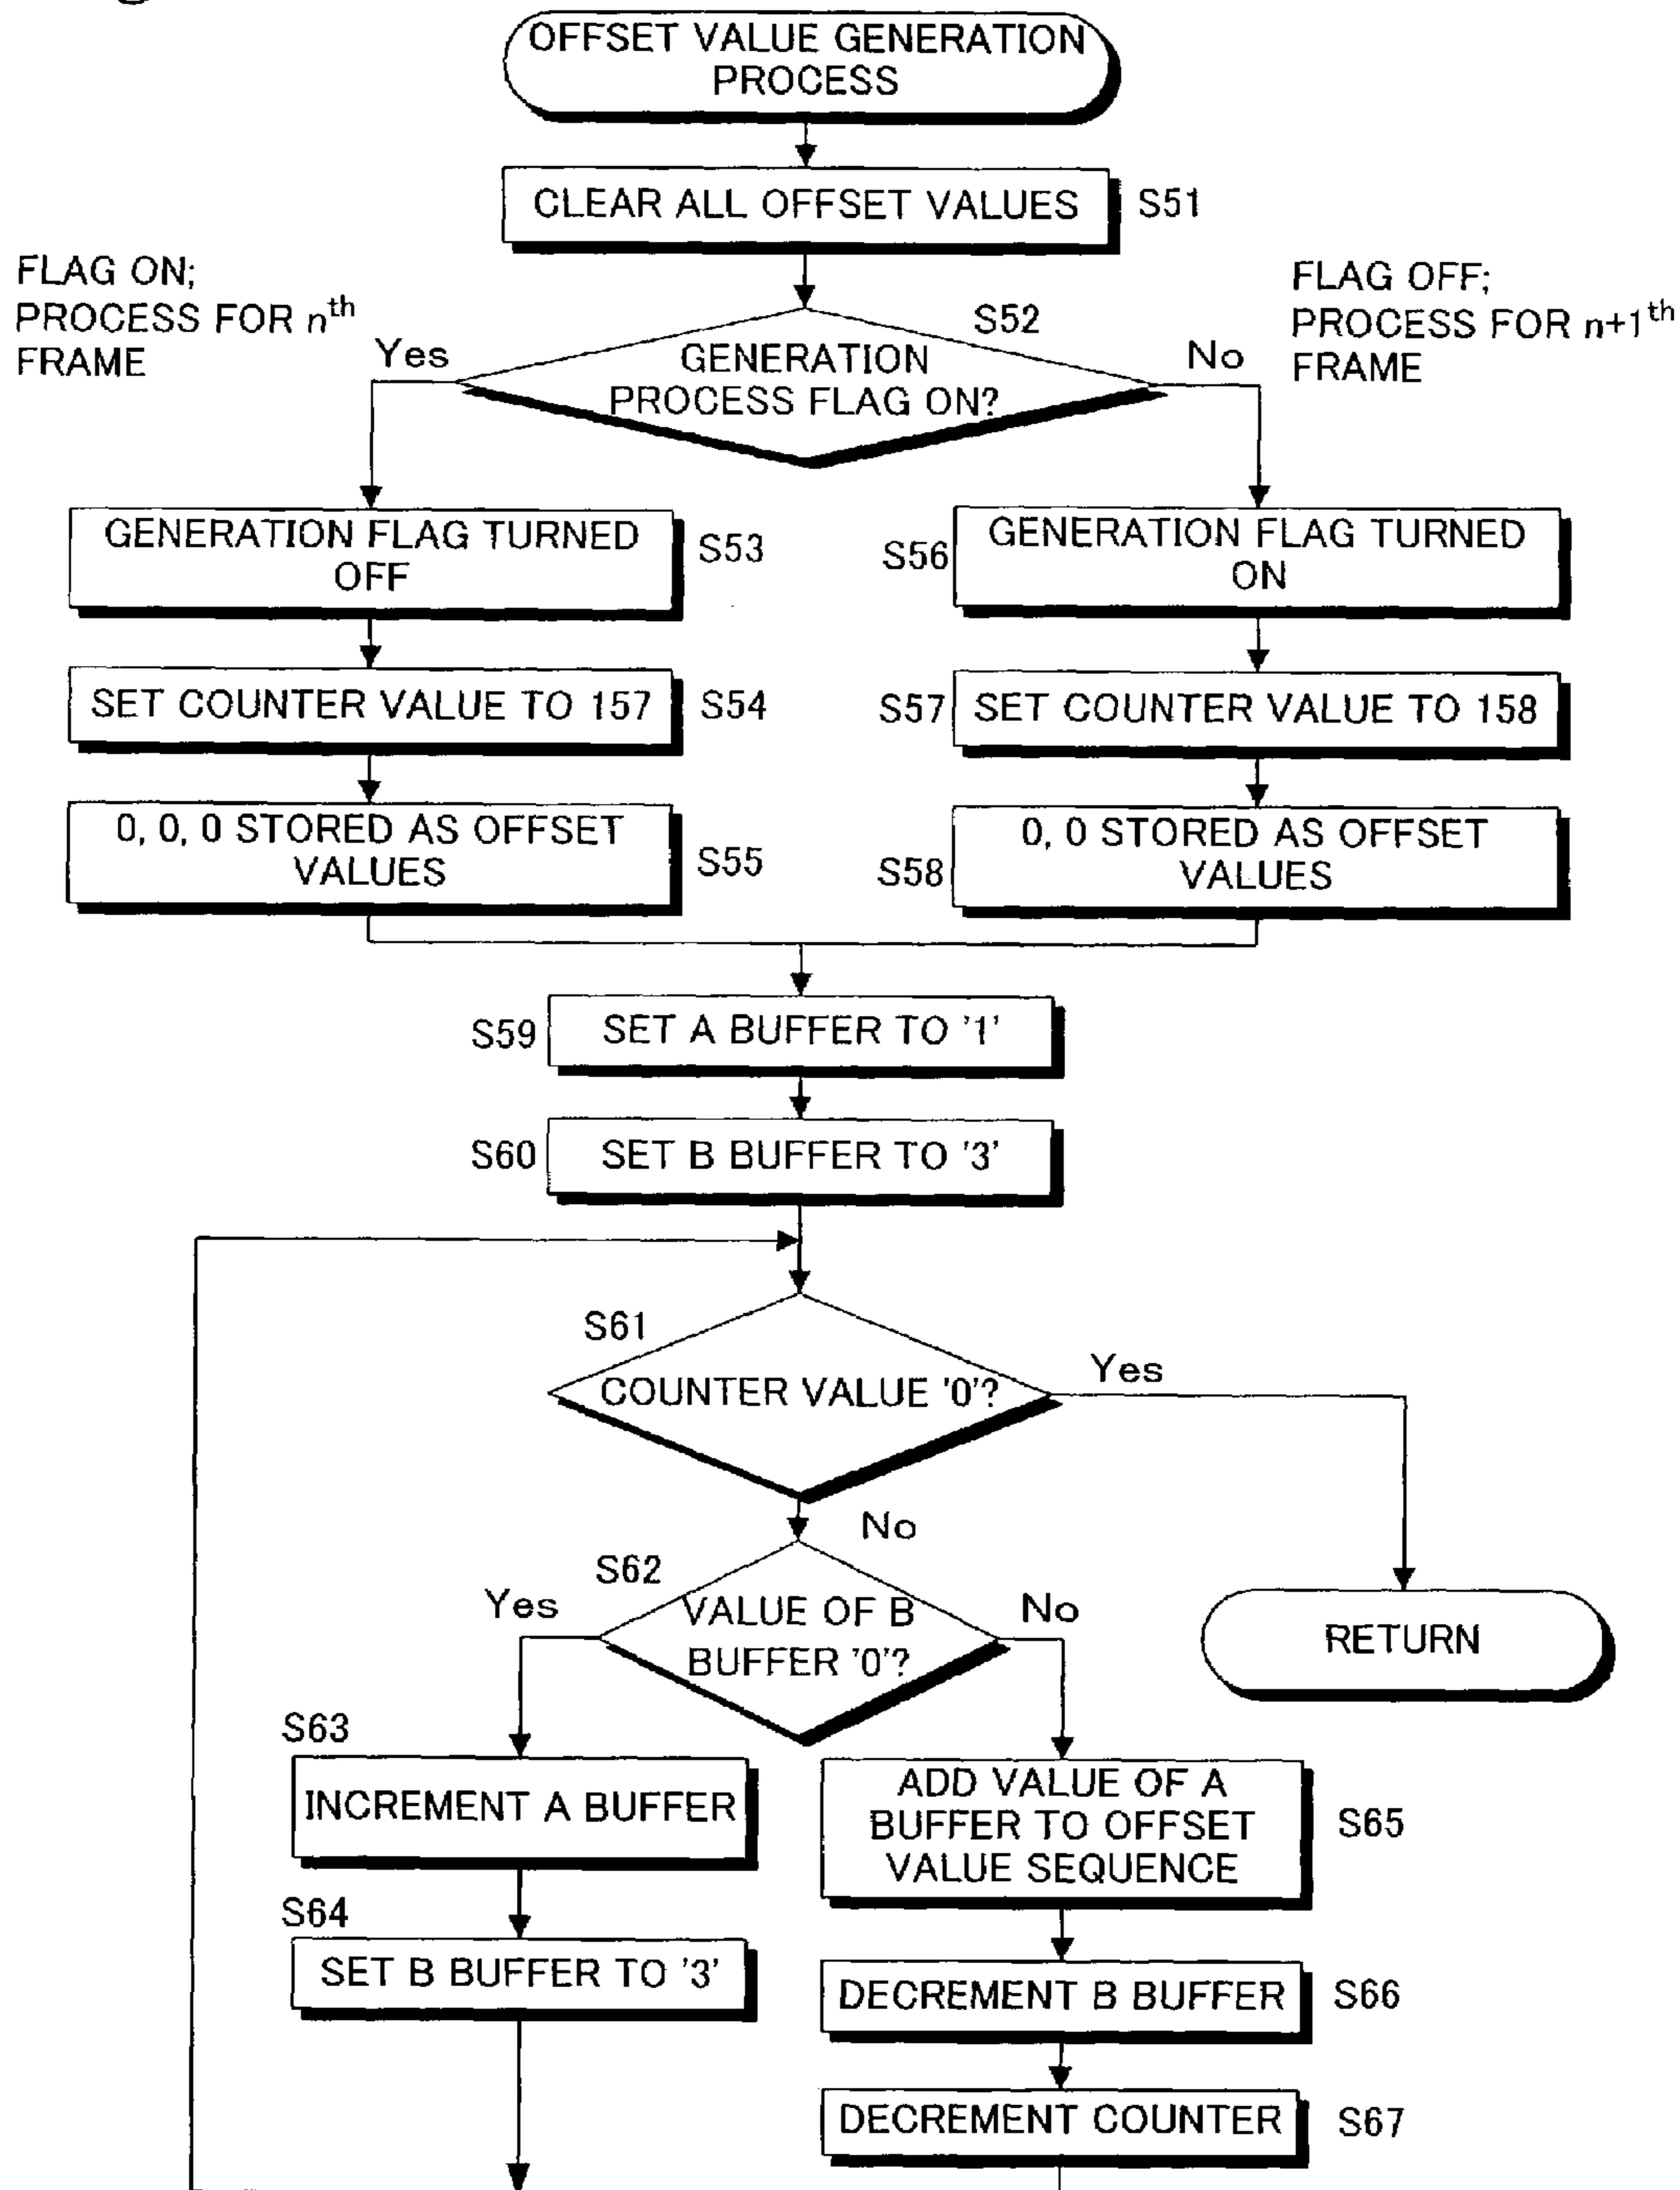 OFFSET VALUE GENERATION
PROCESS
CLEAR ALL OFFSET VALUES
S51
FLAG ON;
PROCESS FOR nth
FRAME
FLAG OFF;
PROCESS FOR n+1th
FRAME
S52
Yes
GENERATION
PROCESS FLAG ON?
No
GENERATION FLAG TURNED
OFF
S53
S56
GENERATION FLAG TURNED
ON
SET COUNTER VALUE TO 157
S54
S57
SET COUNTER VALUE TO 158
0, 0, 0 STORED AS OFFSET
VALUES
S55
S58
0, 0 STORED AS OFFSET
VALUES
S59
SET A BUFFER TO '1'
S60
SET B BUFFER TO '3'
S61
COUNTER VALUE '0'?
Yes
No
S62
Yes
VALUE OF B
BUFFER '0'?
No
RETURN
S63
INCREMENT A BUFFER
ADD VALUE OF A
BUFFER TO OFFSET
VALUE SEQUENCE
S65
S64
SET B BUFFER TO '3'
DECREMENT B BUFFER
S66
DECREMENT COUNTER
S67